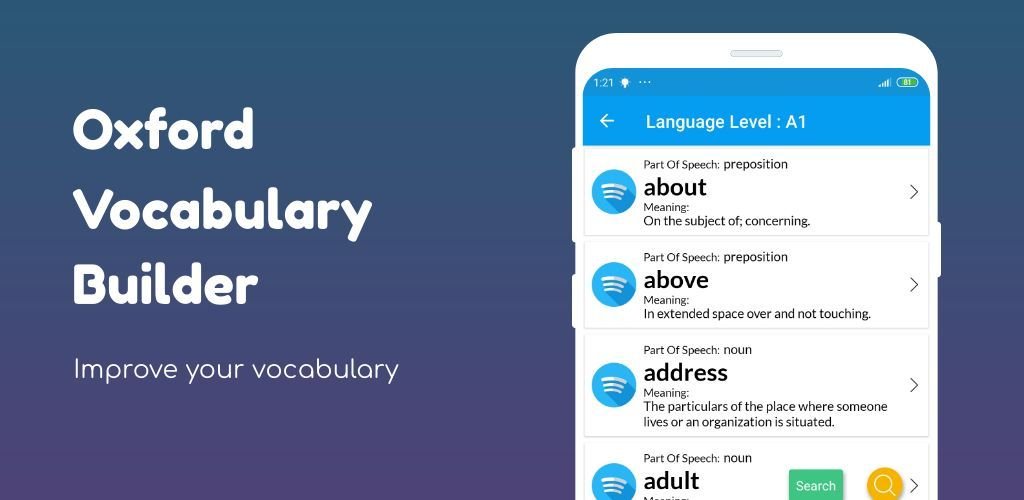 Oxford
Vocabulary
Builder
Improve your vocabulary
1:21 ... 81
Language Level : A1
Part Of Speech: preposition
about
Meaning:
On the subject of; concerning.
Part Of Speech: preposition
above
Meaning:
In extended space over and not touching.
Part Of Speech: noun
address
Meaning:
The particulars of the place where someone
lives or an organization is situated.
Part Of Speech: noun
adult
Search
Meaning: